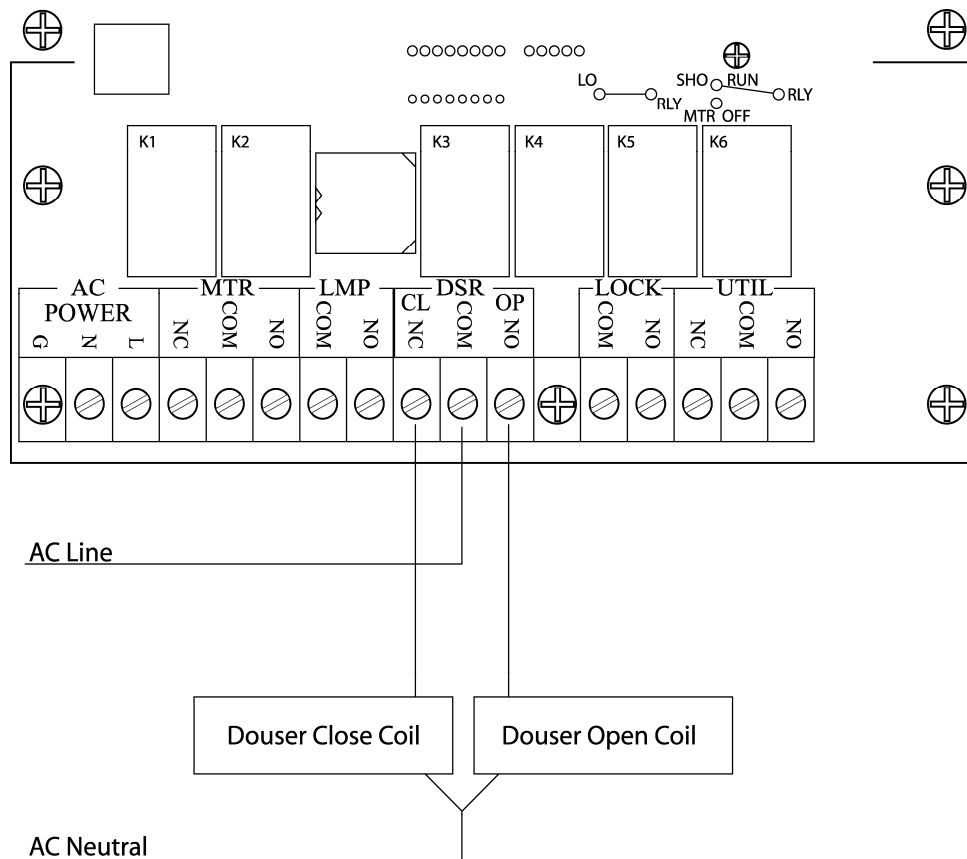 LO
SHO RUN
RLY
RLY
MTR OFF
K1
K2
K3
K4
K5
K6
AC
POWER
MTR
LMP
DSR
LOCK
UTIL
CL
OP
G
N
L
NC
COM
NO
COM
NO
NC
COM
NO
COM
NO
NC
COM
NO
AC Line
Douser Close Coil
Douser Open Coil
AC Neutral